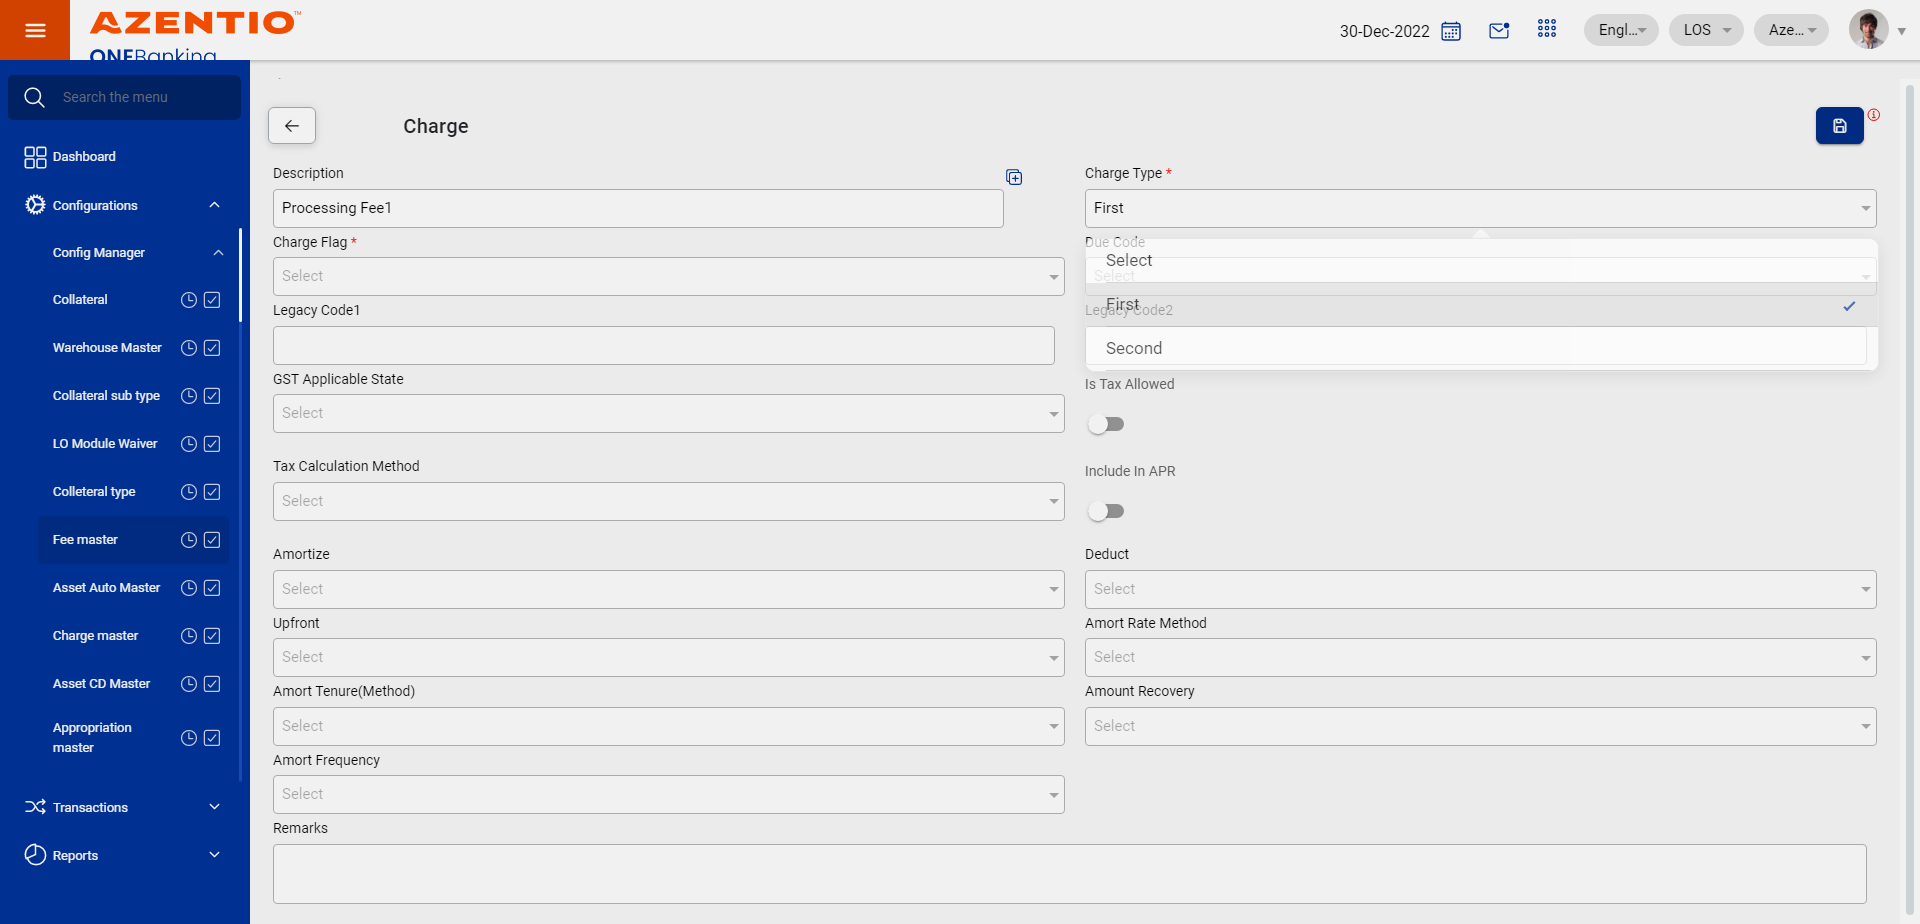 AZENTIO™
ONEBanking
30-Dec-2022
Engl...
LOS
Aze...
Search the menu
Dashboard
Configurations
Config Manager
Collateral
Warehouse Master
Collateral sub type
LO Module Waiver
Colleteral type
Fee master
Asset Auto Master
Charge master
Asset CD Master
Appropriation
master
Transactions
Reports
Charge
Description
Processing Fee1
Charge Type *
First
Select
First
Second
Charge Flag *
Select
Due Code
Select
Legacy Code1
Legacy Code2
GST Applicable State
Select
Is Tax Allowed
Tax Calculation Method
Select
Include In APR
Amortize
Select
Deduct
Select
Upfront
Select
Amort Rate Method
Select
Amort Tenure(Method)
Select
Amount Recovery
Select
Amort Frequency
Select
Remarks